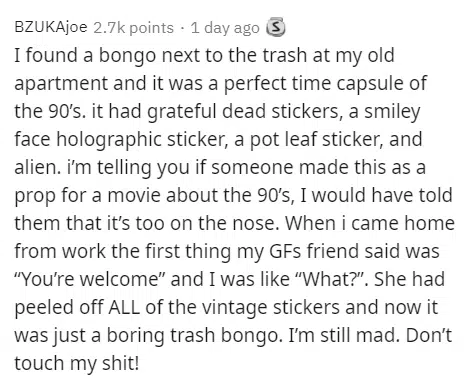 BZUKAjoe 2.7k points · 1 day ago S
I found a bongo next to the trash at my old
apartment and it was a perfect time capsule of
the 90's. it had grateful dead stickers, a smiley
face holographic sticker, a pot leaf sticker, and
alien. i'm telling you if someone made this as a
prop for a movie about the 90's, I would have told
them that it's too on the nose. When i came home
from work the first thing my GFs friend said was
“You're welcome” and I was like “What?”. She had
peeled off ALL of the vintage stickers and now it
was just a boring trash bongo. I'm still mad. Don't
touch my shit!